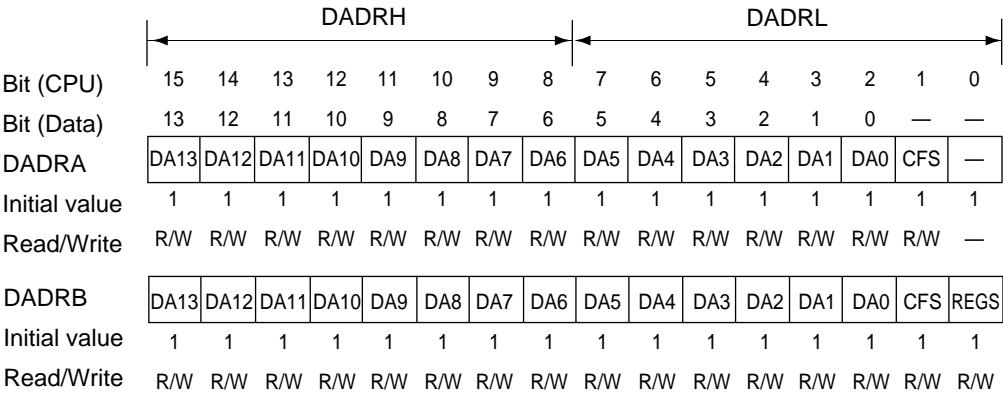 DADRH DADRL
Bit (CPU) 15 14 13 12 11 10 9 8 7 6 5 4 3 2 1 0
Bit (Data) 13 12 11 10 9 8 7 6 5 4 3 2 1 0 — —
DADRA DA13 DA12 DA11 DA10 DA9 DA8 DA7 DA6 DA5 DA4 DA3 DA2 DA1 DA0 CFS —
Initial value 1 1 1 1 1 1 1 1 1 1 1 1 1 1 1 1
Read/Write R/W R/W R/W R/W R/W R/W R/W R/W R/W R/W R/W R/W R/W R/W R/W —
DADRB DA13 DA12 DA11 DA10 DA9 DA8 DA7 DA6 DA5 DA4 DA3 DA2 DA1 DA0 CFS REGS
Initial value 1 1 1 1 1 1 1 1 1 1 1 1 1 1 1 1
Read/Write R/W R/W R/W R/W R/W R/W R/W R/W R/W R/W R/W R/W R/W R/W R/W R/W